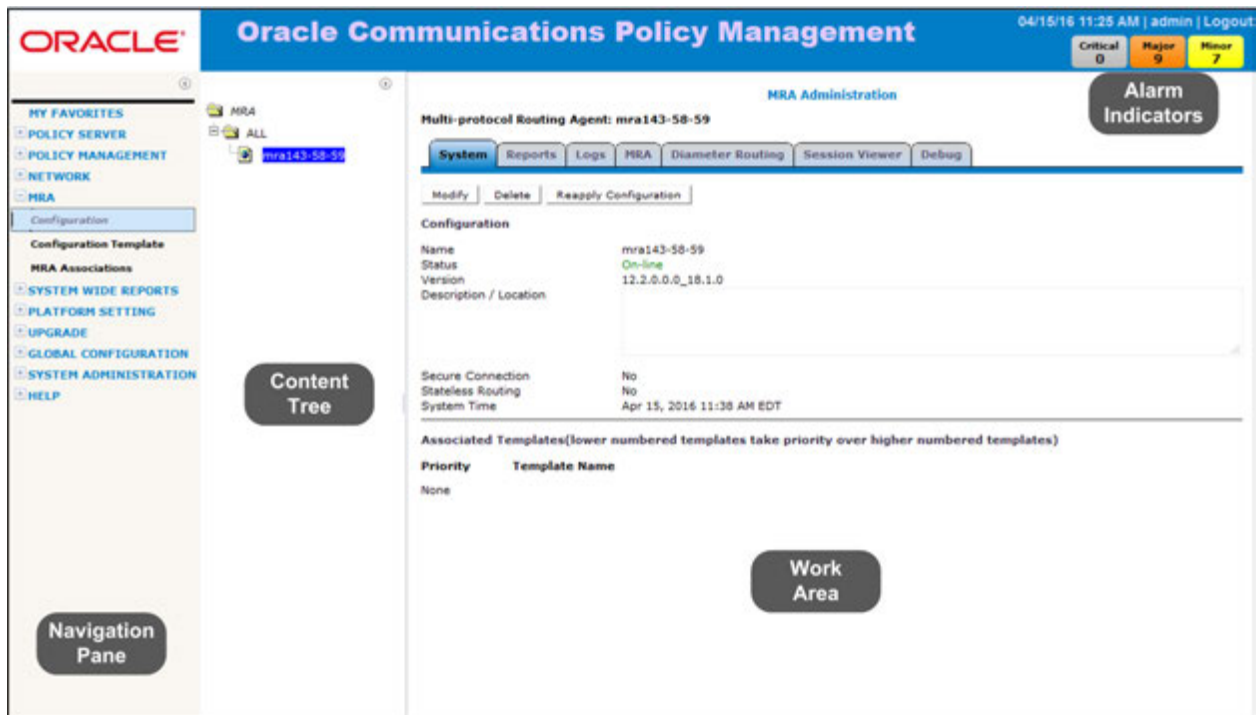 ORACLE
Oracle Communications Policy Management
04/15/16 11:25 AM | admin | Logout
Critical
0
Major
9
Minor
7
Alarm
Indicators
MY FAVORITES
POLICY SERVER
POLICY MANAGEMENT
NETWORK
MRA
Configuration
Configuration Template
MRA Associations
SYSTEM WIDE REPORTS
PLATFORM SETTING
UPGRADE
GLOBAL CONFIGURATION
SYSTEM ADMINISTRATION
HELP
Navigation
Pane
MRA
ALL
mra143-58-59
Content
Tree
MRA Administration
Multi-protocol Routing Agent: mra143-58-59
System Reports Logs MRA Diameter Routing Session Viewer Debug
Modify Delete Reapply Configuration
Configuration
Name mra143-58-59
Status On-line
Version 12.2.0.0.0_18.1.0
Description / Location
Secure Connection No
Stateless Routing No
System Time Apr 15, 2016 11:38 AM EDT
Associated Templates(lower numbered templates take priority over higher numbered templates)
Priority Template Name
None
Work
Area